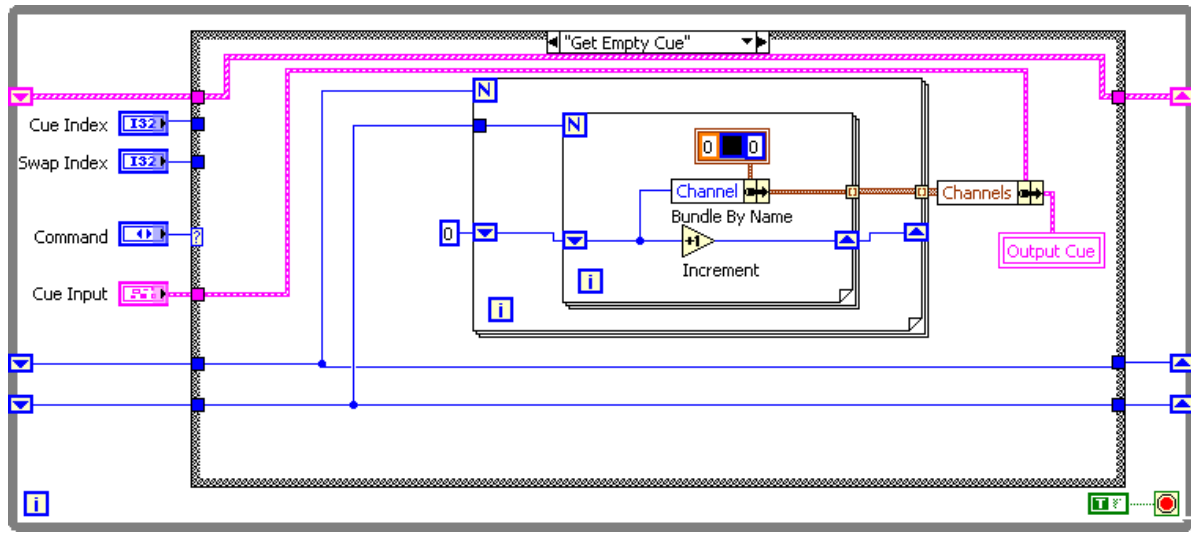 "Get Empty Cue"
N
Cue Index I32
N
Swap Index I32
0 0
Channel
Channels
Bundle By Name
Command ?
0
+1
Output Cue
Increment
i
Cue Input
i
i
T F